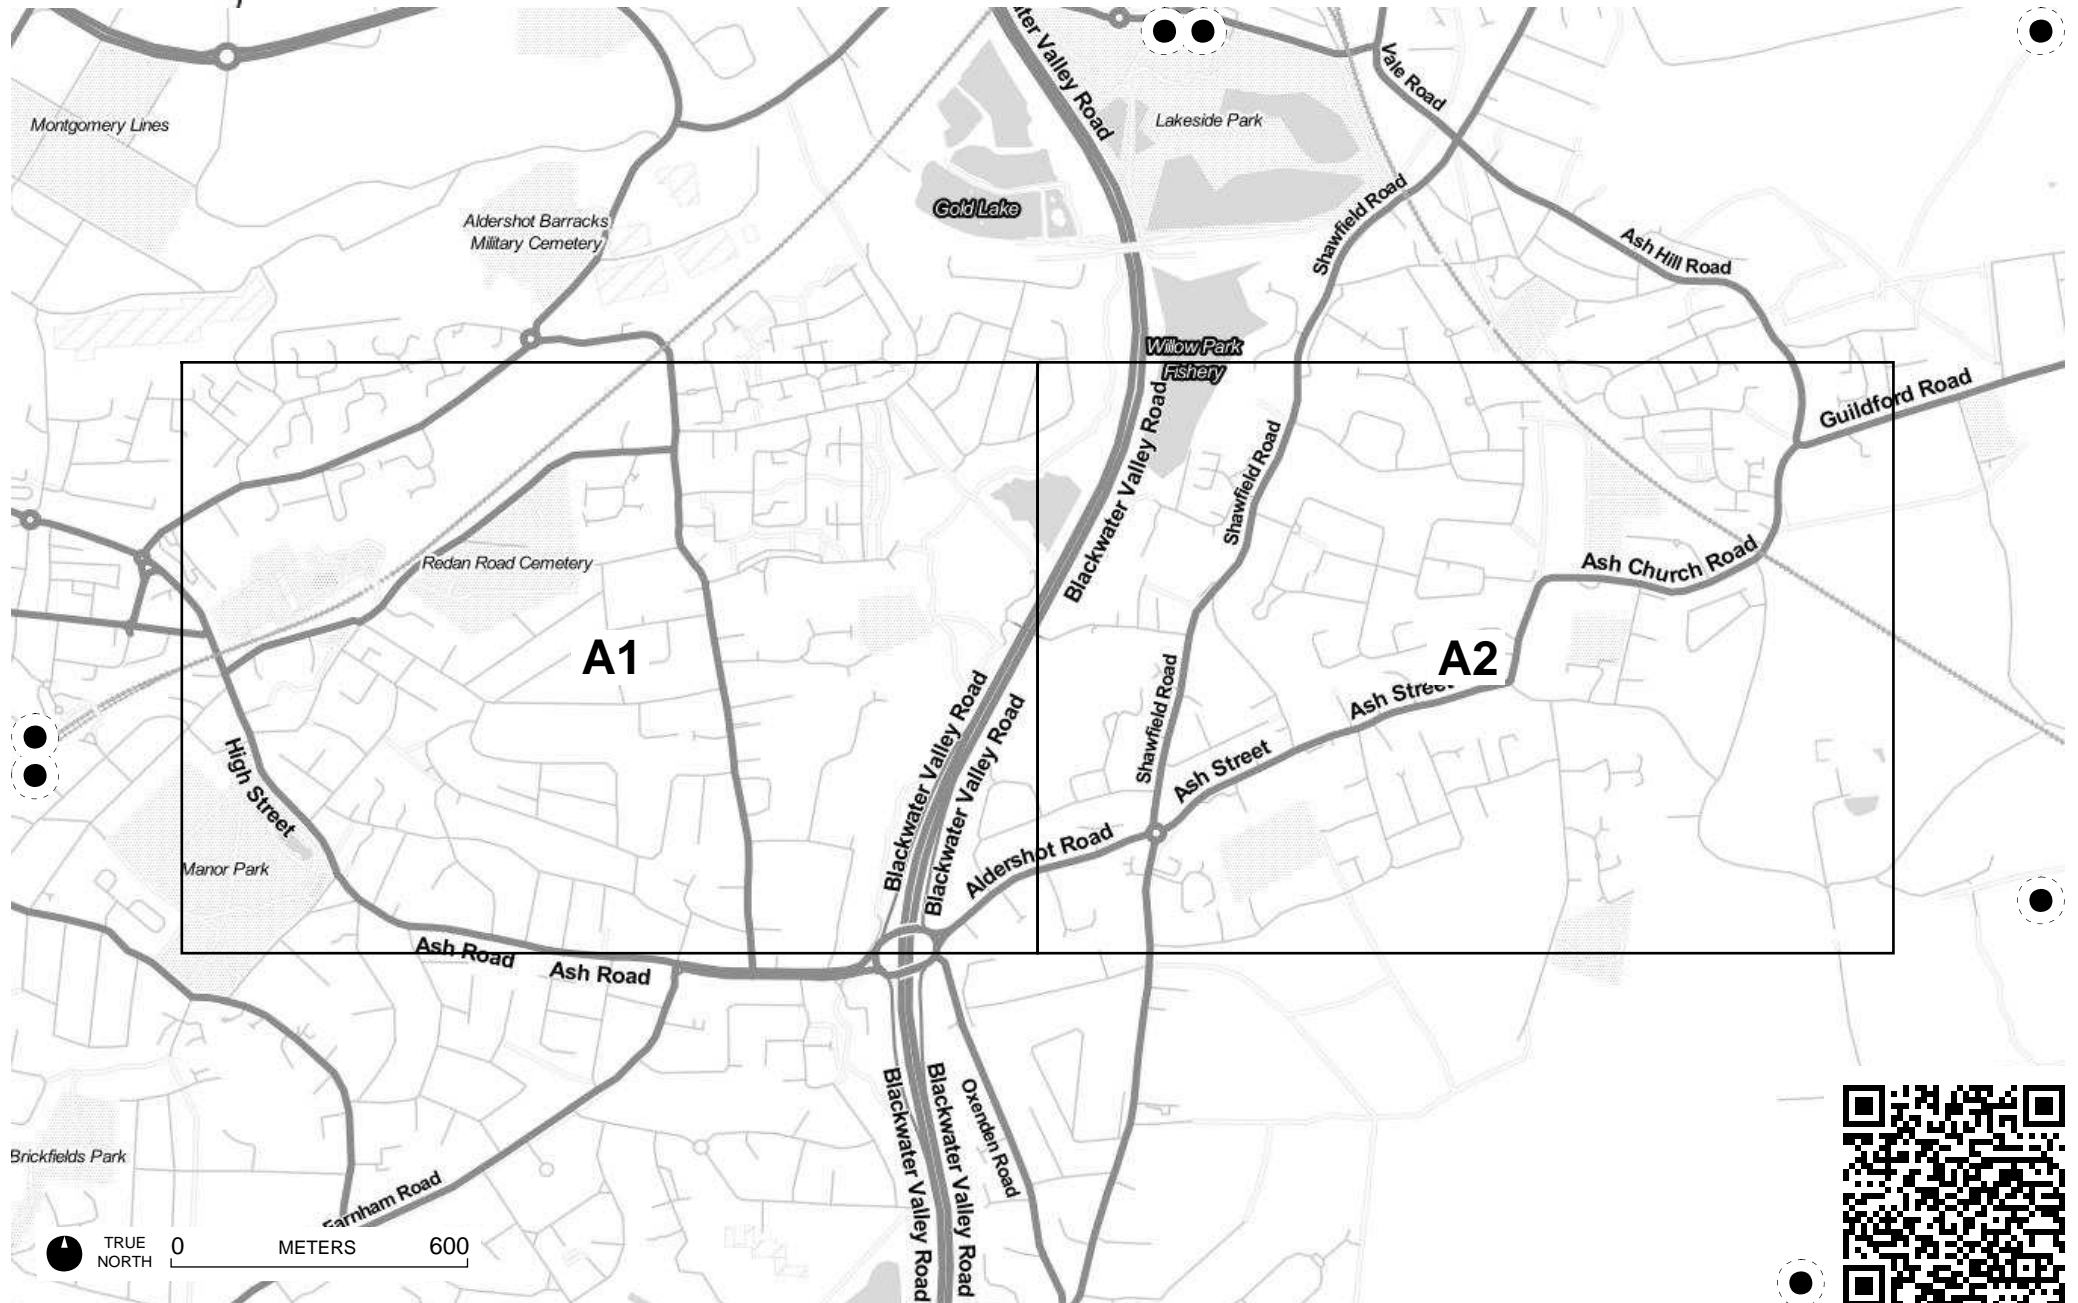 Blackwater Valley Road
Vale Road
Montgomery Lines
Lakeside Park
Shawfield Road
Gold Lake
Aldershot Barracks
Military Cemetery
Ash Hill Road
Willow Park
Fishery
Guildford Road
Blackwater Valley Road
Shawfield Road
Ash Church Road
Redan Road Cemetery
A1
A2
Shawfield Road
Ash Street
Blackwater Valley Road
Blackwater Valley Road
Ash Street
High Street
Aldershot Road
Manor Park
Ash Road
Ash Road
Blackwater Valley Road
Blackwater Valley Road
Oxenden Road
Brickfields Park
Farnham Road
TRUE
NORTH
0 METERS 600